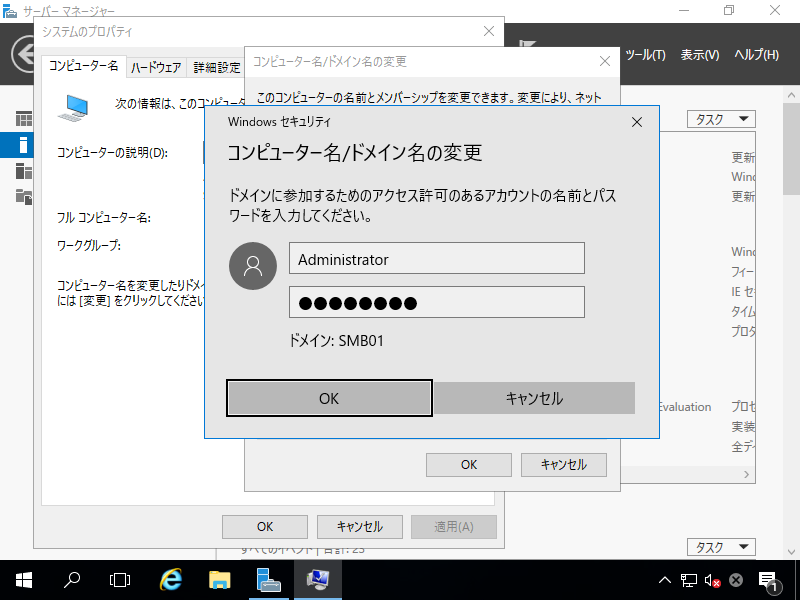 サーバー マネージャー
システムのプロパティ
ツール(T) 表示(V) ヘルプ(H)
コンピューター名 ハードウェア 詳細設定
コンピューター名/ドメイン名の変更
次の情報は、このコンピューター
このコンピューターの名前とメンバーシップを変更できます。変更により、ネット
コンピューターの説明(D):
フル コンピューター名:
ワークグループ:
コンピューター名を変更したりドメイ
には [変更] をクリックしてください
Windows セキュリティ
コンピューター名/ドメイン名の変更
ドメインに参加するためのアクセス許可のあるアカウントの名前とパス
ワードを入力してください。
Administrator
●●●●●●●●
ドメイン: SMB01
OK キャンセル
OK キャンセル
OK キャンセル 適用(A)
タスク
更新
Wind
更新
Wind
フィー
IE セ
タイム
プロダ
Evaluation
プロセ
実装
全ディ
すべてのイベント | 合計: 23
タスク
1